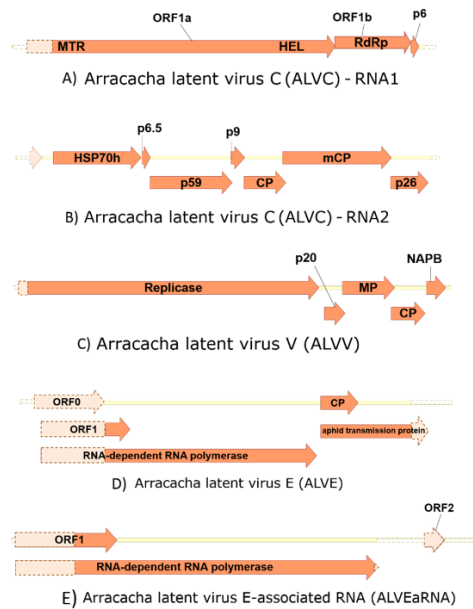 ORF1a ORF1b p6
MTR HEL RdRp
A) Arracacha latent virus C (ALVC) - RNA1
p6.5 p9
HSP70h mCP
p59 CP p26
B) Arracacha latent virus C (ALVC) - RNA2
p20 NAPB
Replicase MP
CP
C) Arracacha latent virus V (ALVV)
ORF0 CP
ORF1 aphid transmission protein
RNA-dependent RNA polymerase
D) Arracacha latent virus E (ALVE)
ORF2
ORF1
RNA-dependent RNA polymerase
E) Arracacha latent virus E-associated RNA (ALVEaRNA)